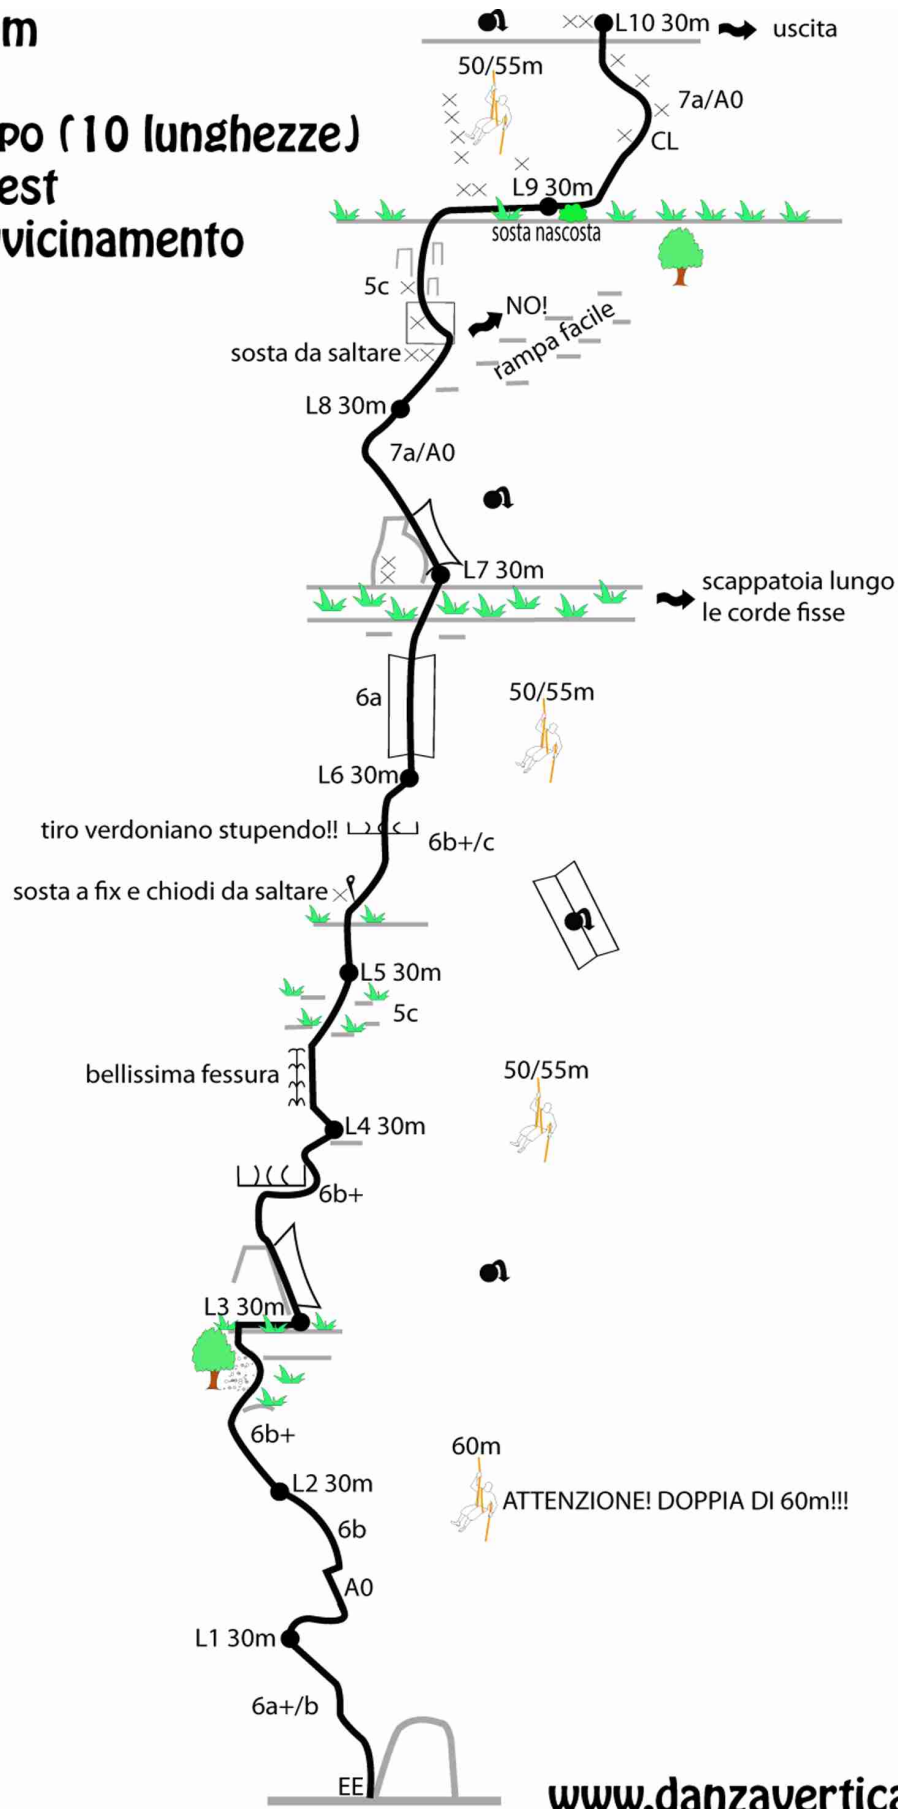 m
L10 30m
uscita
50/55m
7a/A0
po (10 lunghezze)
CL
est
L9 30m
vicinamento
sosta nascosta
5c
NO!
rampa facile
sosta da saltare
L8 30m
7a/A0
L7 30m
scappatoia lungo
le corde fisse
6a
50/55m
L6 30m
tiro verdoniano stupendo!!
6b+/c
sosta a fix e chiodi da saltare
L5 30m
5c
bellissima fessura
50/55m
L4 30m
6b+
L3 30m
6b+
60m
L2 30m
ATTENZIONE! DOPPIA DI 60m!!!
6b
A0
L1 30m
6a+/b
EE
www.danzavertica